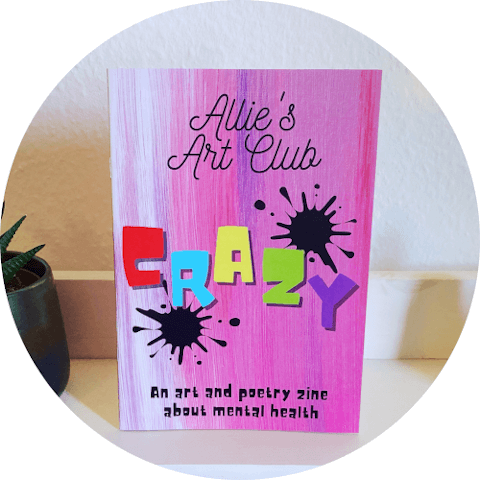 Allie's
Art Club
CRAZY
An art and poetry zine
about mental health